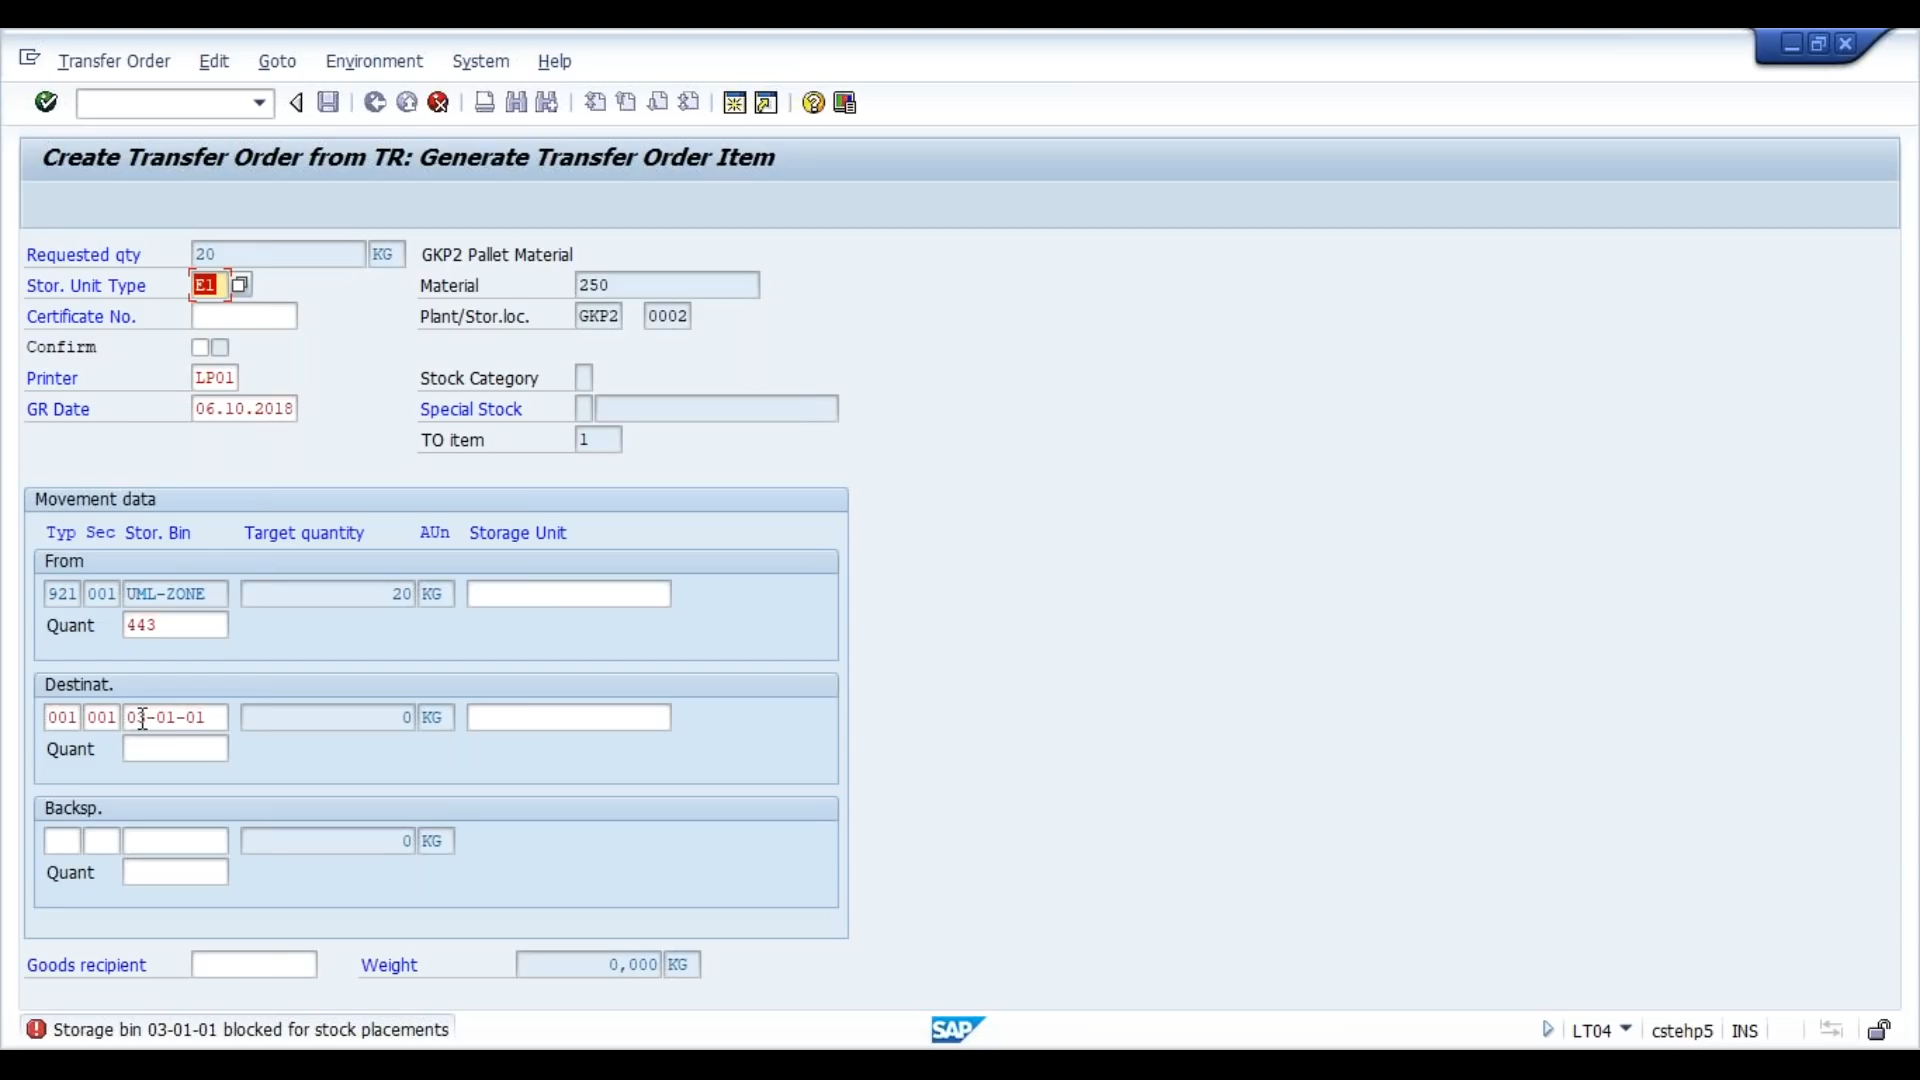 Transfer Order Edit Goto Environment System Help
Create Transfer Order from TR: Generate Transfer Order Item
Requested qty 20 KG GKP2 Pallet Material
Stor. Unit Type E1 Material 250
Certificate No. Plant/Stor.loc. GKP2 0002
Confirm
Printer LP01 Stock Category
GR Date 06.10.2018 Special Stock
TO item 1
Movement data
Typ Sec Stor. Bin Target quantity AUn Storage Unit
From
921 001 UML-ZONE 20 KG
Quant 443
Destinat.
001 001 03-01-01 0 KG
Quant
Backsp.
0 KG
Quant
Goods recipient Weight 0,000 KG
Storage bin 03-01-01 blocked for stock placements SAP LT04 cstehp5 INS